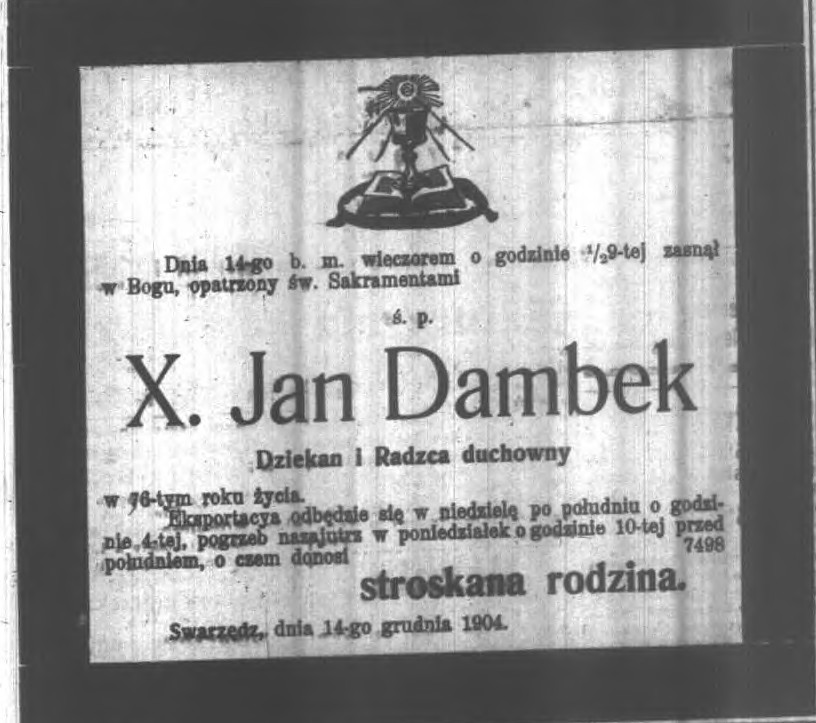 Dnia 14-go b. m. wieczorem o godzinie ½9-tej zasnął
w Bogu, opatrzony św. Sakramentami
ś. p.
X. Jan Dambek
Dziekan i Radzca duchowny
w 76-tym roku życia.
Eksportacya odbędzie się w niedzielę po południu o godzi-
nie 4-tej, pogrzeb nazajutrz w poniedziałek o godzinie 10-tej przed
południem, o czem donosi 7498
stroskana rodzina.
Swarzędz, dnia 14-go grudnia 1904.